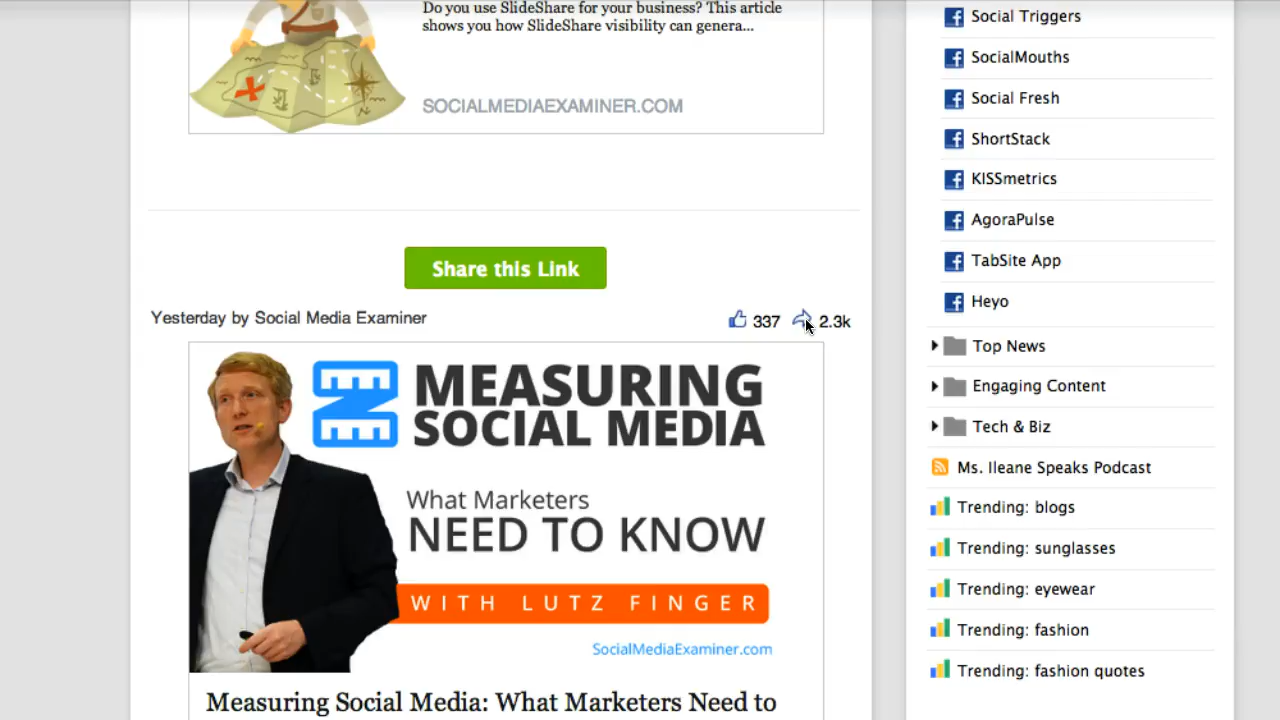 Do you use SlideShare for your business? This article
shows you how SlideShare visibility can genera...
SOCIALMEDIAEXAMINER.COM
Share this Link
Yesterday by Social Media Examiner
337
2.3k
MEASURING
SOCIAL MEDIA
What Marketers
NEED TO KNOW
WITH LUTZ FINGER
SocialMediaExaminer.com
Measuring Social Media: What Marketers Need to
Social Triggers
SocialMouths
Social Fresh
ShortStack
KISSmetrics
AgoraPulse
TabSite App
Heyo
Top News
Engaging Content
Tech & Biz
Ms. Ileane Speaks Podcast
Trending: blogs
Trending: sunglasses
Trending: eyewear
Trending: fashion
Trending: fashion quotes